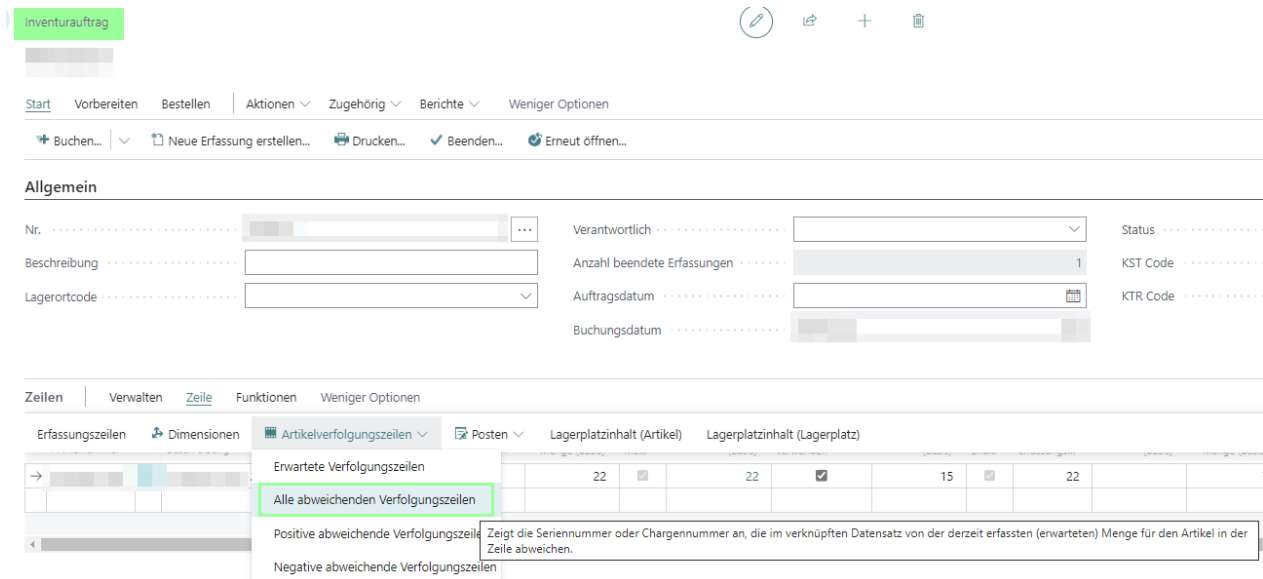 Inventurauftrag
Start Vorbereiten Bestellen Aktionen Zugehörig Berichte Weniger Optionen
Buchen... Neue Erfassung erstellen... Drucken... Beenden... Erneut öffnen...
Allgemein
Nr. ... Verantwortlich Status
Beschreibung Anzahl beendete Erfassungen 1 KST Code
Lagerortcode Auftragsdatum KTR Code
Buchungsdatum
Zeilen Verwalten Zeile Funktionen Weniger Optionen
Erfassungszeilen Dimensionen Artikelverfolgungszeilen Posten Lagerplatzinhalt (Artikel) Lagerplatzinhalt (Lagerplatz)
Erwartete Verfolgungszeilen
22 22 15 22
Alle abweichenden Verfolgungszeilen
Positive abweichende Verfolgungszeile
Zeigt die Seriennummer oder Chargennummer an, die im verknüpften Datensatz von der derzeit erfassten (erwarteten) Menge für den Artikel in der
Zeile abweichen.
Negative abweichende Verfolgungszeilen